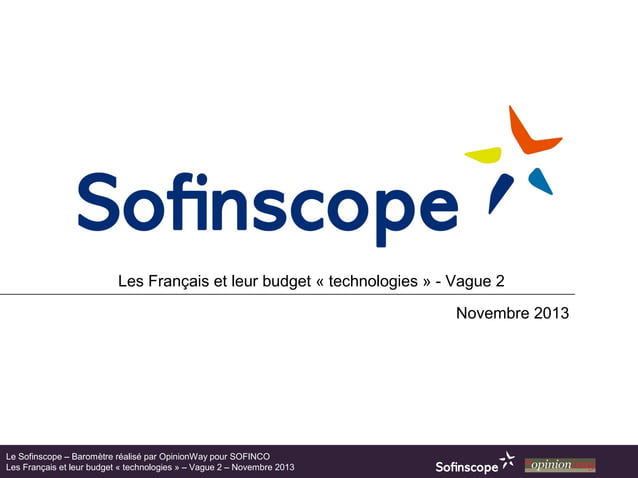 Sofinscope
Les Français et leur budget « technologies » - Vague 2
Novembre 2013
Le Sofinscope – Baromètre réalisé par OpinionWay pour SOFINCO
Les Français et leur budget « technologies » – Vague 2 – Novembre 2013
Sofinscope
opinionway